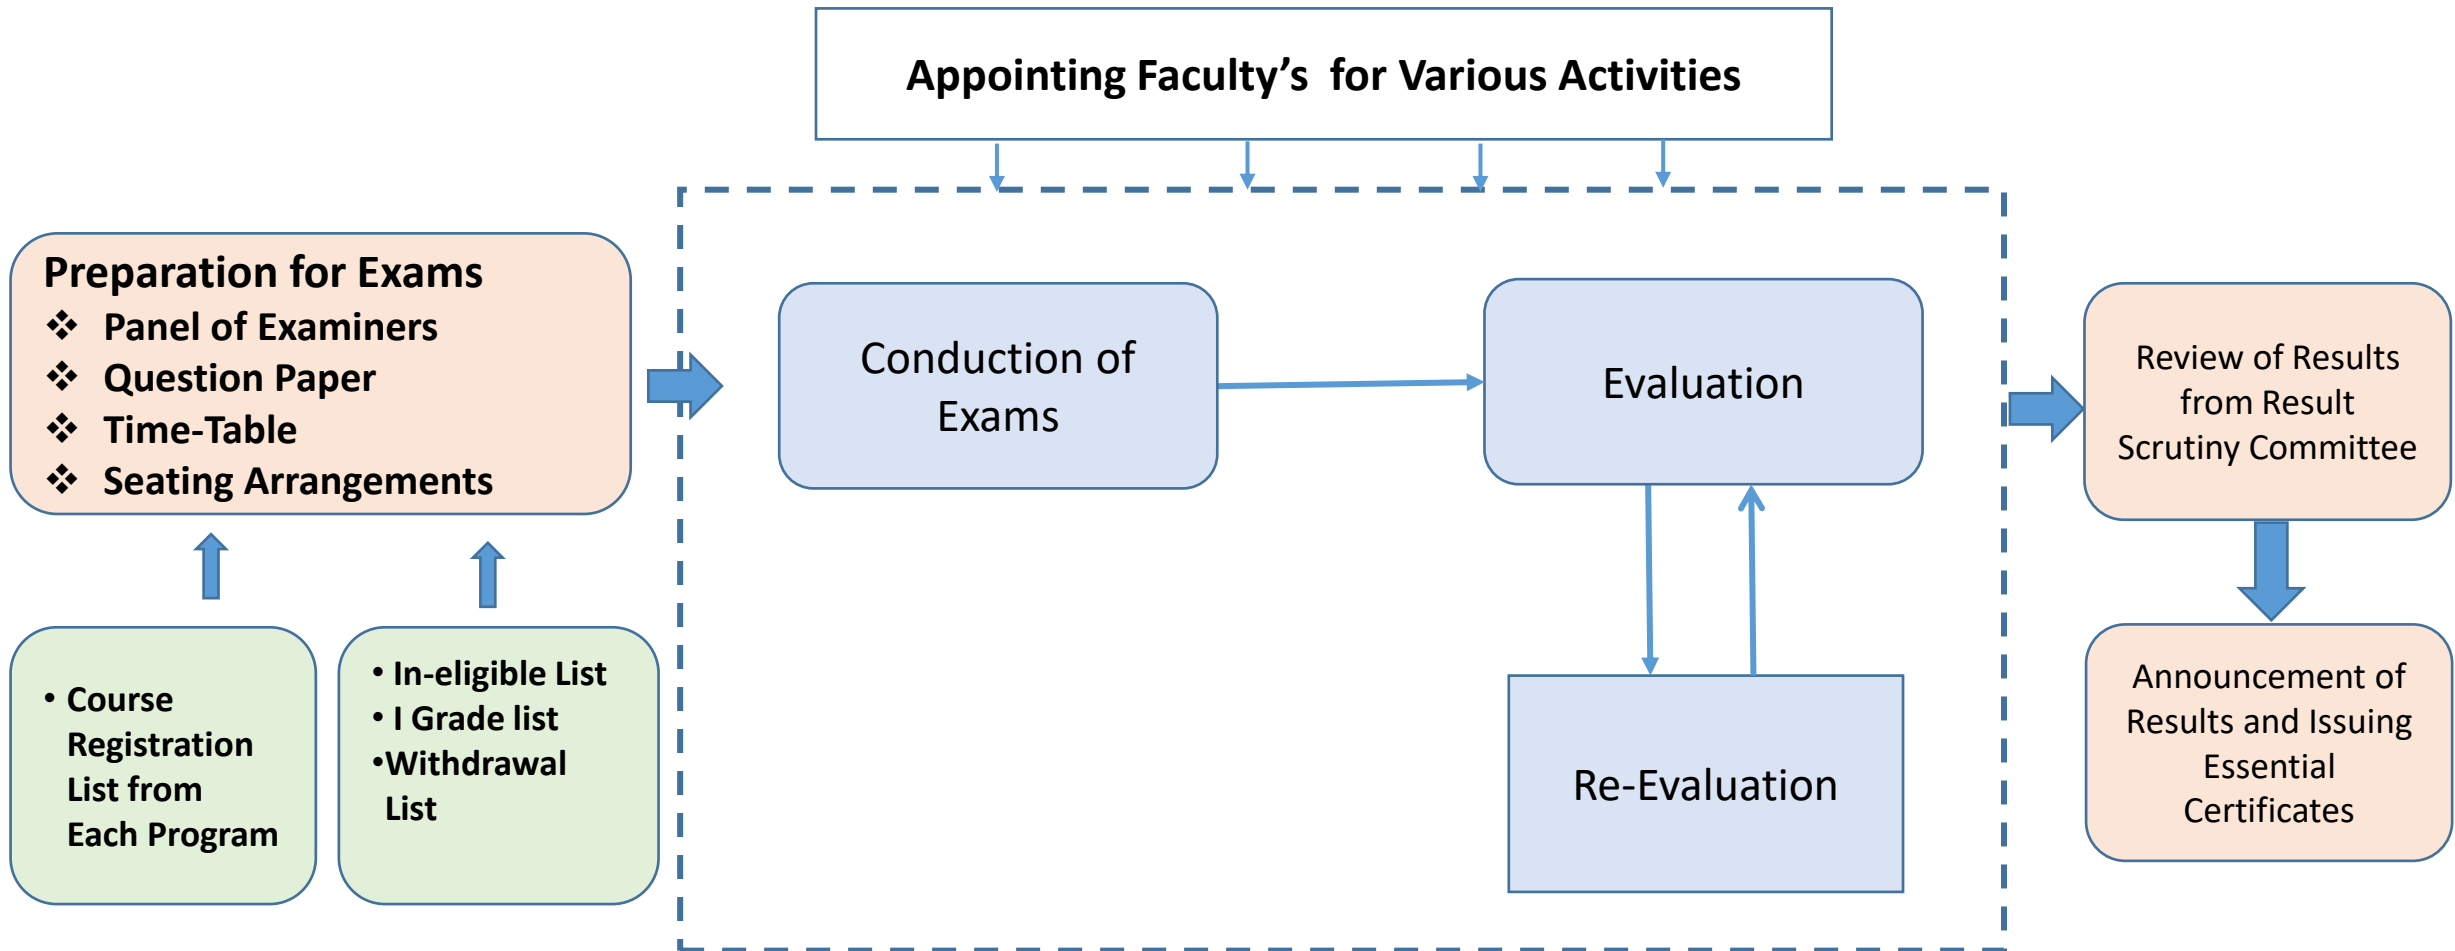 Appointing Faculty's  for Various Activities
Preparation for Exams
❖ Panel of Examiners
❖ Question Paper
❖ Time-Table
❖ Seating Arrangements
• Course
Registration
List from
Each Program
• In-eligible List
• I Grade list
•Withdrawal
List
Conduction of
Exams
Evaluation
Re-Evaluation
Review of Results
from Result
Scrutiny Committee
Announcement of
Results and Issuing
Essential
Certificates